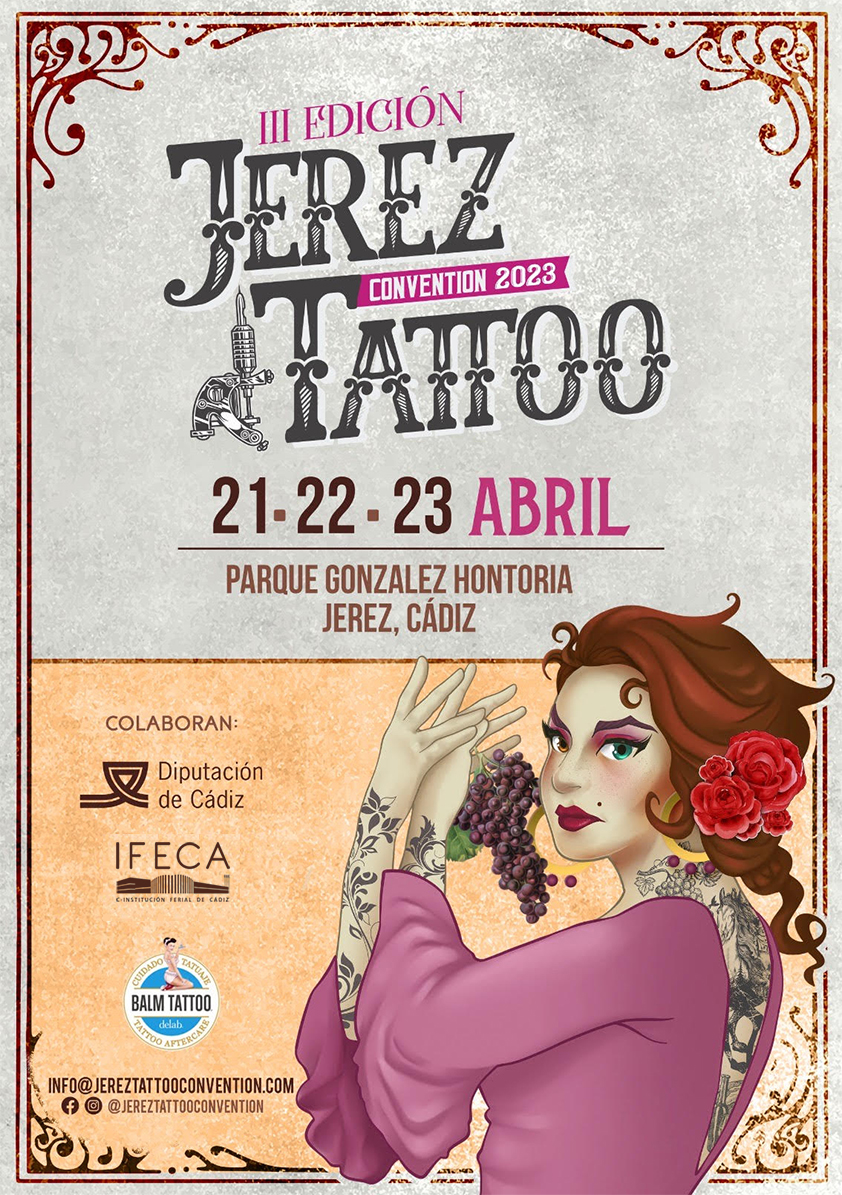 III EDICIÓN
JEREZ
CONVENTION 2023
TATTOO
21·22·23 ABRIL
PARQUE GONZALEZ HONTORIA
JEREZ, CÁDIZ
COLABORAN:
Diputación
de Cádiz
IFECA
C-INSTITUCIÓN FERIAL DE CÁDIZ
CUIDADO TATUAJE
BALM TATTOO
delab.
TATTOO AFTERCARE
INFO@JEREZTATTOOCONVENTION.COM
@JEREZTATTOOCONVENTION